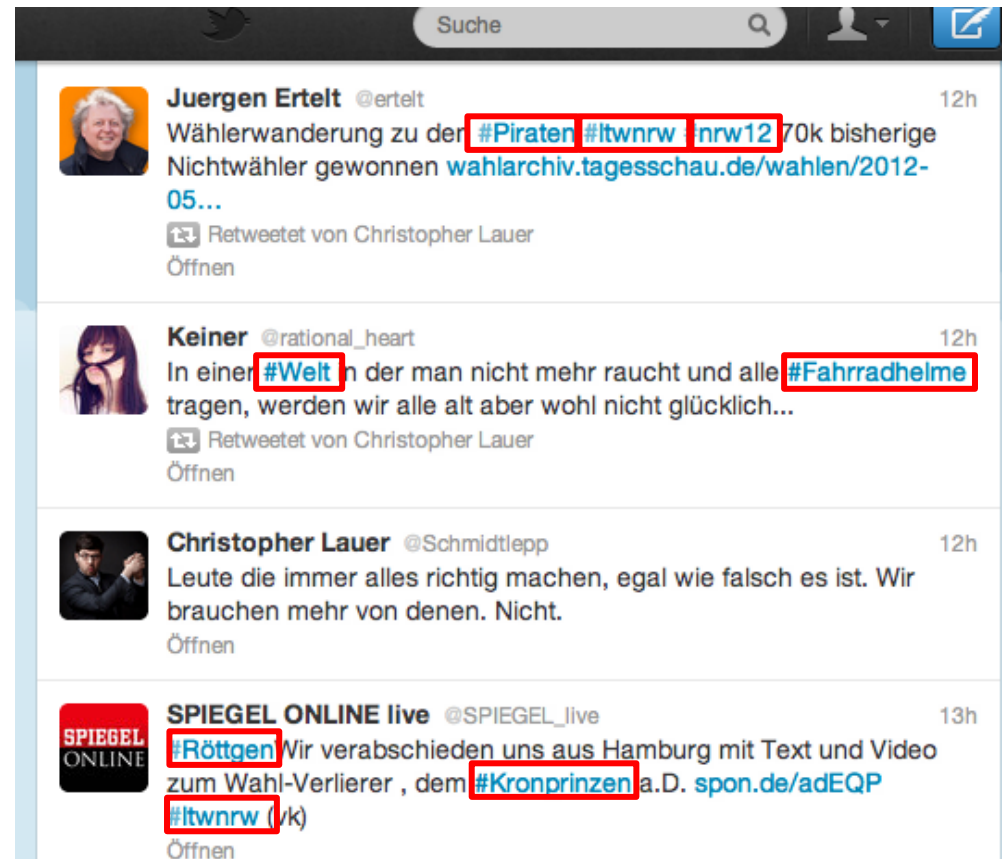 Suche
Juergen Ertelt @ertelt 12h
Wählerwanderung zu den #Piraten #ltwnrw #nrw12 70k bisherige
Nichtwähler gewonnen wahlarchiv.tagesschau.de/wahlen/2012-
05...
Retweetet von Christopher Lauer
Öffnen
Keiner @rational_heart 12h
In einer #Welt in der man nicht mehr raucht und alle #Fahrradhelme
tragen, werden wir alle alt aber wohl nicht glücklich...
Retweetet von Christopher Lauer
Öffnen
Christopher Lauer @Schmidtlepp 12h
Leute die immer alles richtig machen, egal wie falsch es ist. Wir
brauchen mehr von denen. Nicht.
Öffnen
SPIEGEL
ONLINE
SPIEGEL ONLINE live @SPIEGEL_live 13h
#Röttgen Wir verabschieden uns aus Hamburg mit Text und Video
zum Wahl-Verlierer , dem #Kronprinzen a.D. spon.de/adEQP
#ltwnrw (vk)
Öffnen